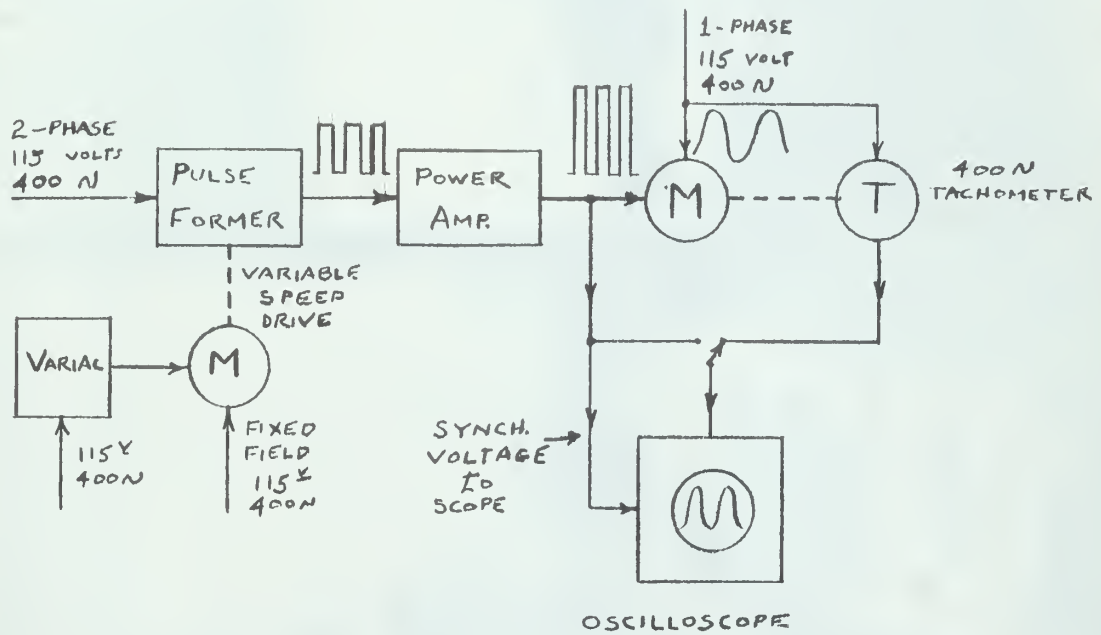 1-PHASE
115 VOLT
400 N
2-PHASE
115 VOLTS
400 N
PULSE
FORMER
POWER
AMP.
M
T
400 N
TACHOMETER
VARIABLE
SPEED
DRIVE
VARIAC
M
115 V
400 N
FIXED
FIELD
115 V
400 N
SYNCH.
VOLTAGE
TO
SCOPE
OSCILLOSCOPE